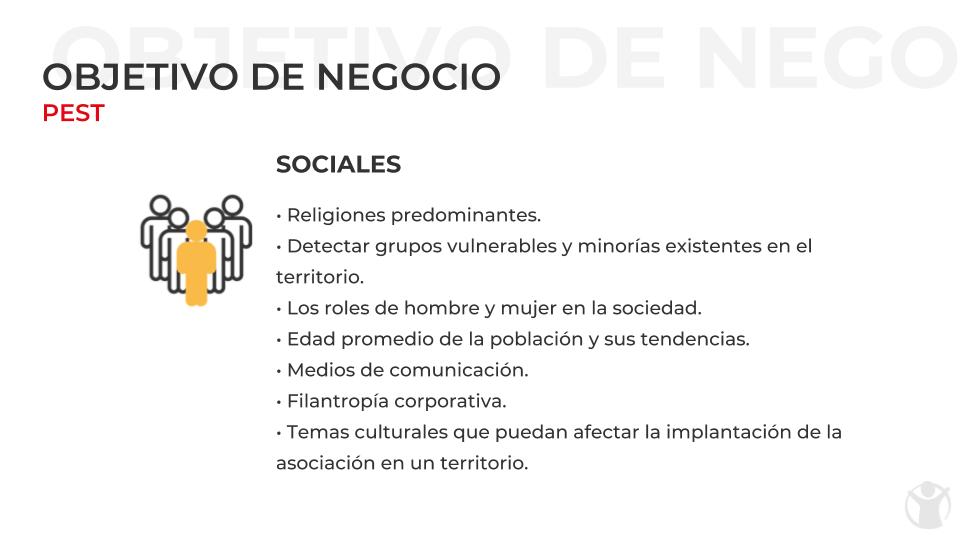 OBJETIVO DE NEGO
OBJETIVO DE NEGOCIO
PEST
SOCIALES
• Religiones predominantes.
• Detectar grupos vulnerables y minorías existentes en el
territorio.
• Los roles de hombre y mujer en la sociedad.
• Edad promedio de la población y sus tendencias.
• Medios de comunicación.
• Filantropía corporativa.
• Temas culturales que puedan afectar la implantación de la
asociación en un territorio.